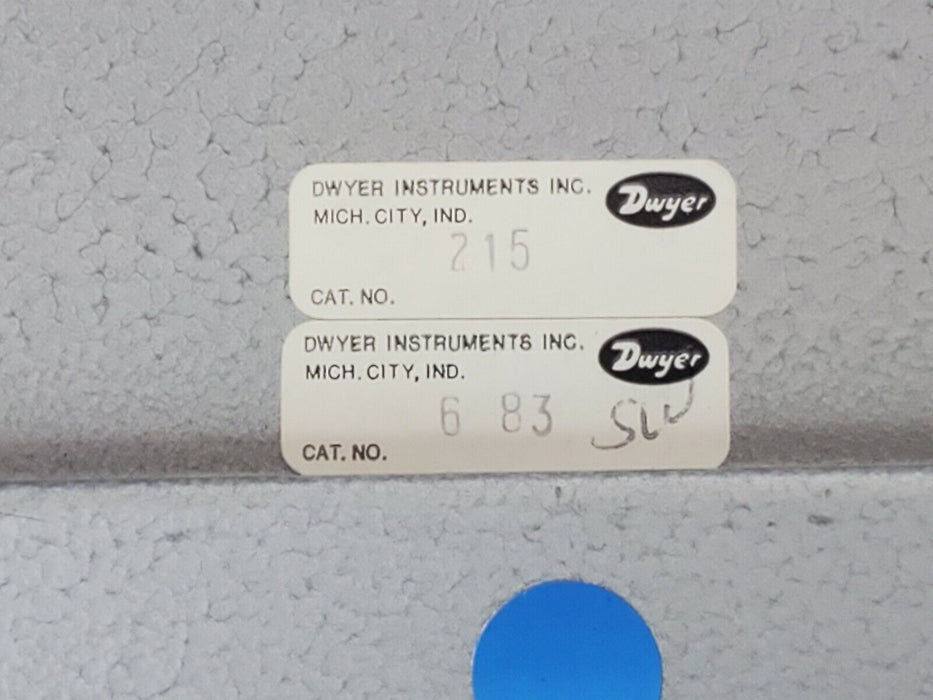 DWYER INSTRUMENTS INC. Dwyer
MICH. CITY, IND.
215
CAT. NO.
DWYER INSTRUMENTS INC. Dwyer
MICH. CITY, IND.
6 83 SW
CAT. NO.